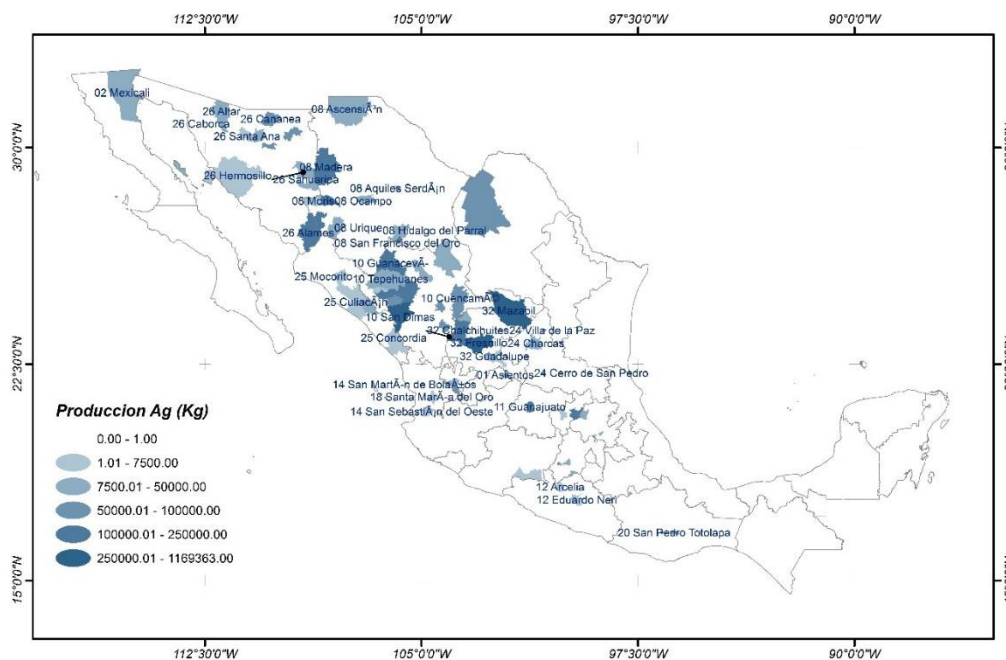 112°30'0"W 105°0'0"W 97°30'0"W 90°0'0"W
02 Mexicali
08 AscensiÃ³n
26 Altar
26 Cananea
26 Caborca
26 Santa Ana
30°0'0"N
08 Madera
26 Hermosillo
26 Sahuaripa
08 Aquiles SerdÃ¡n
08 Moris
08 Ocampo
08 Urique
26 Alamos
08 Hidalgo del Parral
08 San Francisco del Oro
10 GuanacevÃ-
25 Mocorito
10 Tepehuanes
25 CuliacÃ¡n
10 CuencamÃ©
32 Mazapil
10 San Dimas
32 Chalchihuites
24 Villa de la Paz
25 Concordia
32 Fresnillo
24 Charcas
22°30'0"N
32 Guadalupe
01 Asientos
24 Cerro de San Pedro
14 San MartÃ-n de BolaÃ±os
18 Santa MarÃ-a del Oro
11 Guanajuato
14 San SebastiÃ¡n del Oeste
Produccion Ag (Kg)
0.00 - 1.00
1.01 - 7500.00
7500.01 - 50000.00
50000.01 - 100000.00
100000.01 - 250000.00
250000.01 - 1169363.00
12 Arcelia
12 Eduardo Neri
20 San Pedro Totolapa
15°0'0"N
112°30'0"W 105°0'0"W 97°30'0"W 90°0'0"W